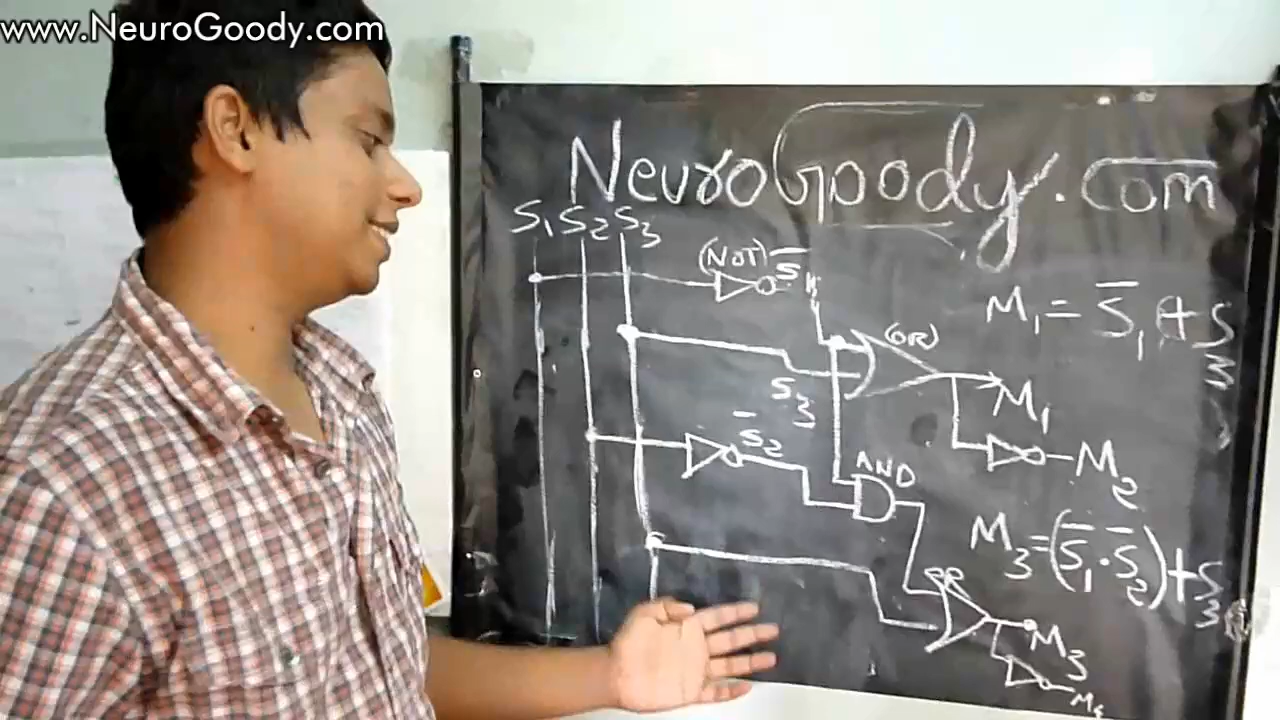 www.NeuroGoody.com
NeuroGoody.com
S₁ S₂ S₃
(NOT) S̅₁
M₁ = S̅₁ + S₃
(OR)
S₃
M₁
S̅₂
AND
M₂
M₃ = (S̅₁ · S̅₂) + S₃
OR
M₃
M₄